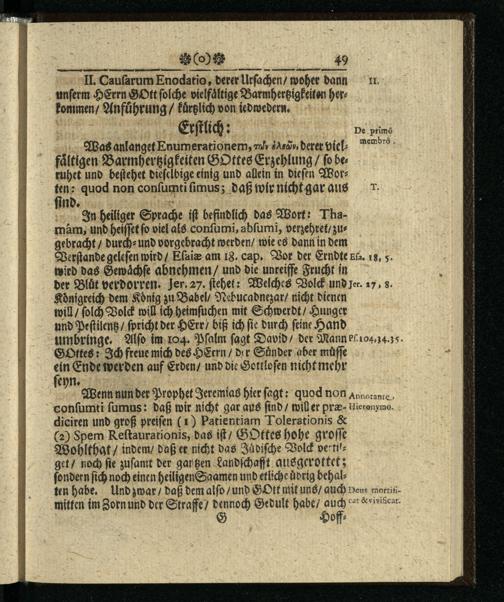 ❋(o)❋ 49
II. Causarum Enodatio, derer Ursachen/ woher dann II.
unserm HErrn GOtt solche vielfältige Barmhertzigkeiten her-
kommen/ Anführung/ kürtzlich von jedwedern.
Erstlich: De primô
Was anlanget Enumerationem, τῶν ἐλεῶν, derer viel- membrô.
fältigen Barmhertzigkeiten GOttes Erzehlung/ so be-
ruhet und bestehet dieselbige einig und allein in diesen Wor-
ten: quod non consumti simus; daß wir nicht gar aus T.
sind.
In heiliger Sprache ist befindlich das Wort: Tha-
mam, und heisset so viel als consumi, absumi, verzehret/ zu-
gebracht/ durch- und vorgebracht werden/ wie es dann in dem
Verstande gelesen wird/ Esaiæ am 18. cap. Vor der Erndte Esa. 18, 5.
wird das Gewächse abnehmen/ und die unreiffe Frucht in
der Blüt verdorren. Jer. 27. stehet: Welches Volck und Jer. 27, 8.
Königreich dem König zu Babel/ Nebucadnezar/ nicht dienen
will/ solch Volck will ich heimsuchen mit Schwerdt/ Hunger
und Pestilentz/ spricht der HErr/ biß ich sie durch seine Hand
umbringe. Also im 104. Psalm sagt David/ der Mann Ps. 104, 34. 35.
GOttes: Ich freue mich des HErrn/ der Sünder aber müsse
ein Ende werden auf Erden/ und die Gottlosen nicht mehr
seyn.
Wenn nun der Prophet Jeremias hier sagt: quod non Annotante
consumti sumus: daß wir nicht gar aus sind/ will er præ- Hieronymo.
diciren und groß preisen (1) Patientiam Tolerationis &
(2) Spem Restaurationis, das ist/ GOttes hohe grosse
Wohlthat/ indem/ daß er nicht das Jüdische Volck vertil-
get/ noch sie zusamt der gantzen Landschafft ausgerottet;
sondern sich noch einen heiligen Saamen und etliche übrig behal-
ten habe. Und zwar/ daß dem also/ und GOtt mit uns/ auch Deus mortifi-
mitten im Zorn und der Straffe/ dennoch Gedult habe/ auch cat & vivificat.
G Hoff-